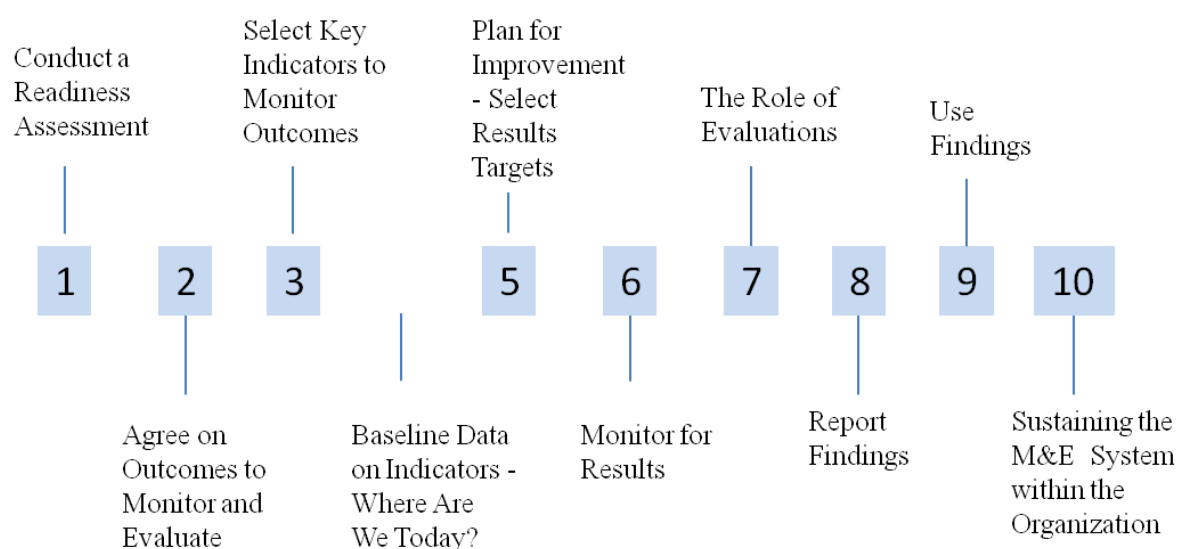 Conduct a
Readiness
Assessment
Select Key
Indicators to
Monitor
Outcomes
Plan for
Improvement
- Select
Results
Targets
The Role of
Evaluations
Use
Findings
1
2
3
5
6
7
8
9
10
Agree on
Outcomes to
Monitor and
Evaluate
Baseline Data
on Indicators -
Where Are
We Today?
Monitor for
Results
Report
Findings
Sustaining the
M&E System
within the
Organization